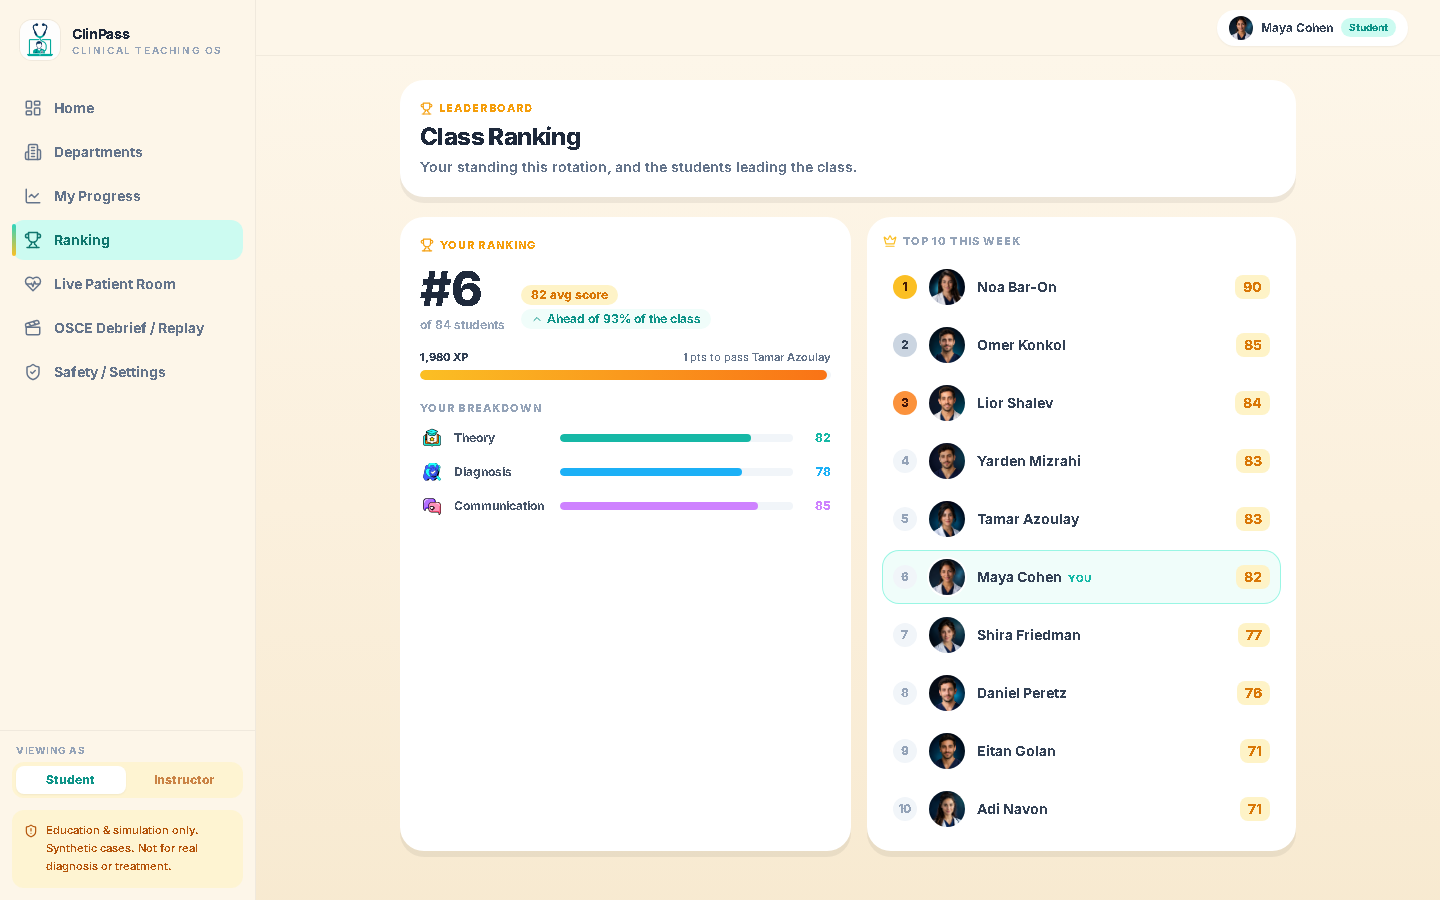 ClinPass
CLINICAL TEACHING OS
Home
Departments
My Progress
Ranking
Live Patient Room
OSCE Debrief / Replay
Safety / Settings
VIEWING AS
Student
Instructor
Education & simulation only.
Synthetic cases. Not for real
diagnosis or treatment.
Maya Cohen
Student
LEADERBOARD
Class Ranking
Your standing this rotation, and the students leading the class.
YOUR RANKING
#6
of 84 students
82 avg score
Ahead of 93% of the class
1,980 XP
1 pts to pass Tamar Azoulay
YOUR BREAKDOWN
Theory 82
Diagnosis 78
Communication 85
TOP 10 THIS WEEK
1 Noa Bar-On 90
2 Omer Konkol 85
3 Lior Shalev 84
4 Yarden Mizrahi 83
5 Tamar Azoulay 83
6 Maya Cohen YOU 82
7 Shira Friedman 77
8 Daniel Peretz 76
9 Eitan Golan 71
10 Adi Navon 71